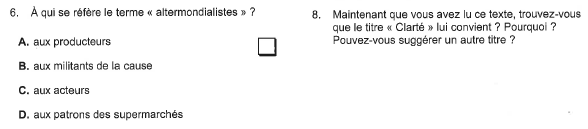 6. À qui se réfère le terme « altermondialistes » ?
A. aux producteurs
B. aux militants de la cause
C. aux acteurs
D. aux patrons des supermarchés
8. Maintenant que vous avez lu ce texte, trouvez-vous
que le titre « Clarté » lui convient ? Pourquoi ?
Pouvez-vous suggérer un autre titre ?